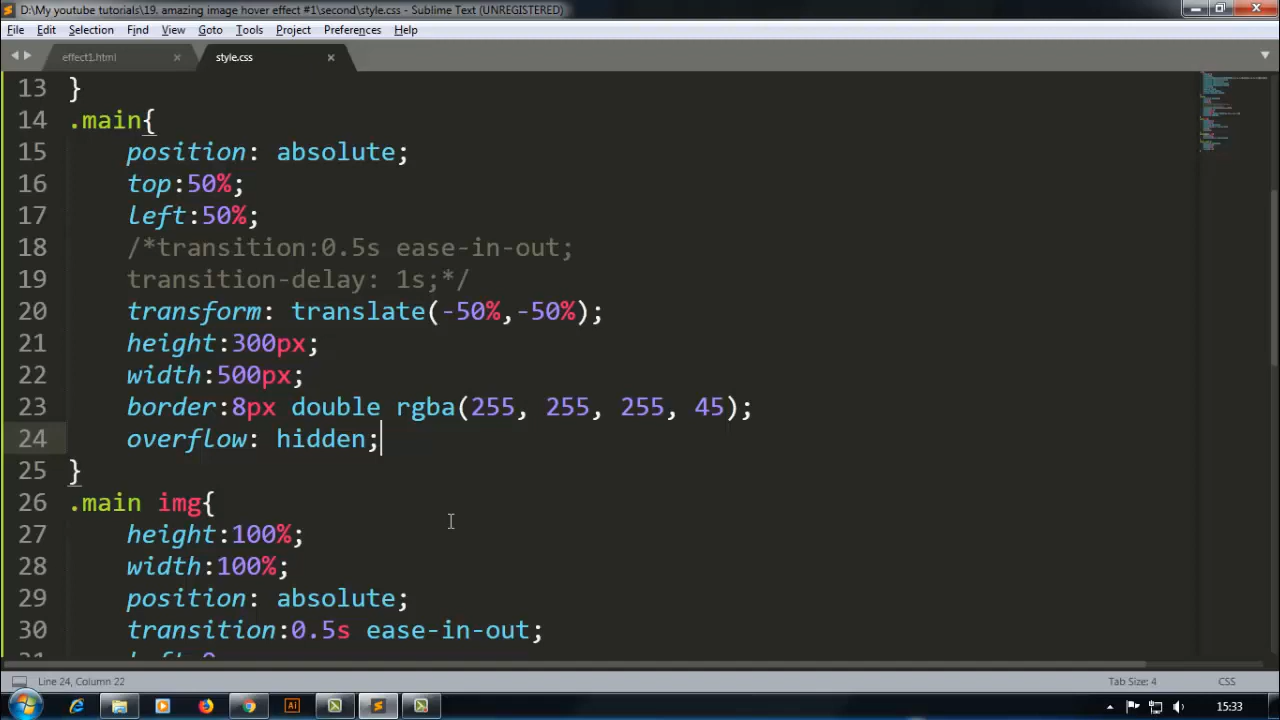 D:\My youtube tutorials\19. amazing image hover effect #1\second\style.css - Sublime Text (UNREGISTERED)
File Edit Selection Find View Goto Tools Project Preferences Help
effect1.html style.css
13 }
14 .main{
15 position: absolute;
16 top:50%;
17 left:50%;
18 /*transition:0.5s ease-in-out;
19 transition-delay: 1s;*/
20 transform: translate(-50%,-50%);
21 height:300px;
22 width:500px;
23 border:8px double rgba(255, 255, 255, 45);
24 overflow: hidden;
25 }
26 .main img{
27 height:100%;
28 width:100%;
29 position: absolute;
30 transition:0.5s ease-in-out;
Line 24, Column 22 Tab Size: 4 CSS
Ai 15:33